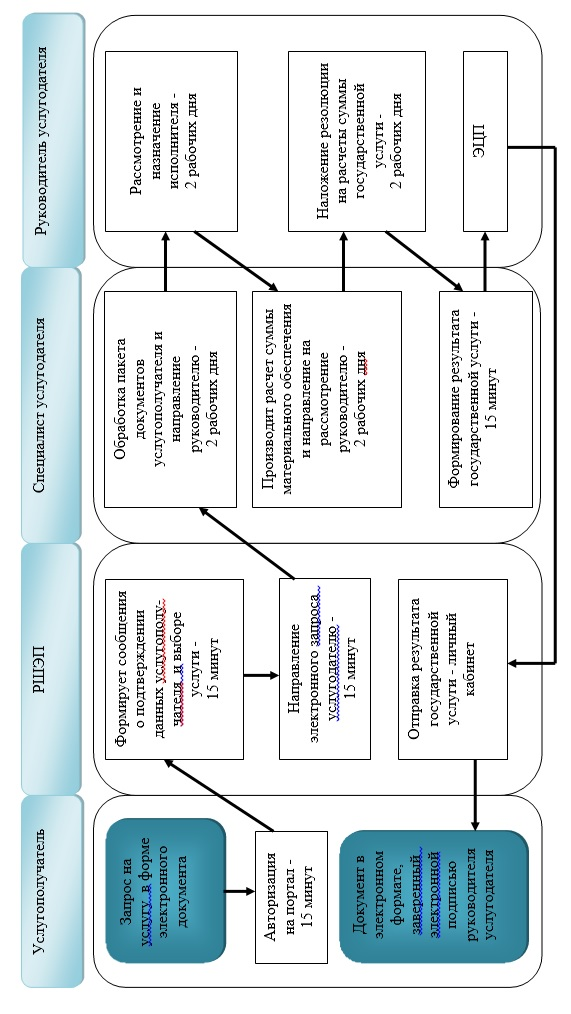 Услугополучатель
РШЭП
Специалист услугодателя
Руководитель услугодателя
Запрос на
услугу в форме
электронного
документа
Авторизация
на портал -
15 минут
Документ в
электронном
формате,
заверенный
электронной
подписью
руководителя
услугодателя
Формирует сообщения
о подтверждении
данных услугополу-
чателя и выборе
услуги -
15 минут
Направление
электронного запроса
услугодателю -
15 минут
Отправка результата
государственной
услуги - личный
кабинет
Обработка пакета
документов
услугополучателя и
направление
руководителю -
2 рабочих дня
Производит расчет суммы
материального обеспечения
и направление на
рассмотрение
руководителю -
2 рабочих дня
Формирование результата
государственной услуги -
15 минут
Рассмотрение и
назначение
исполнителя -
2 рабочих дня
Наложение резолюции
на расчеты суммы
государственной
услуги -
2 рабочих дня
ЭЦП